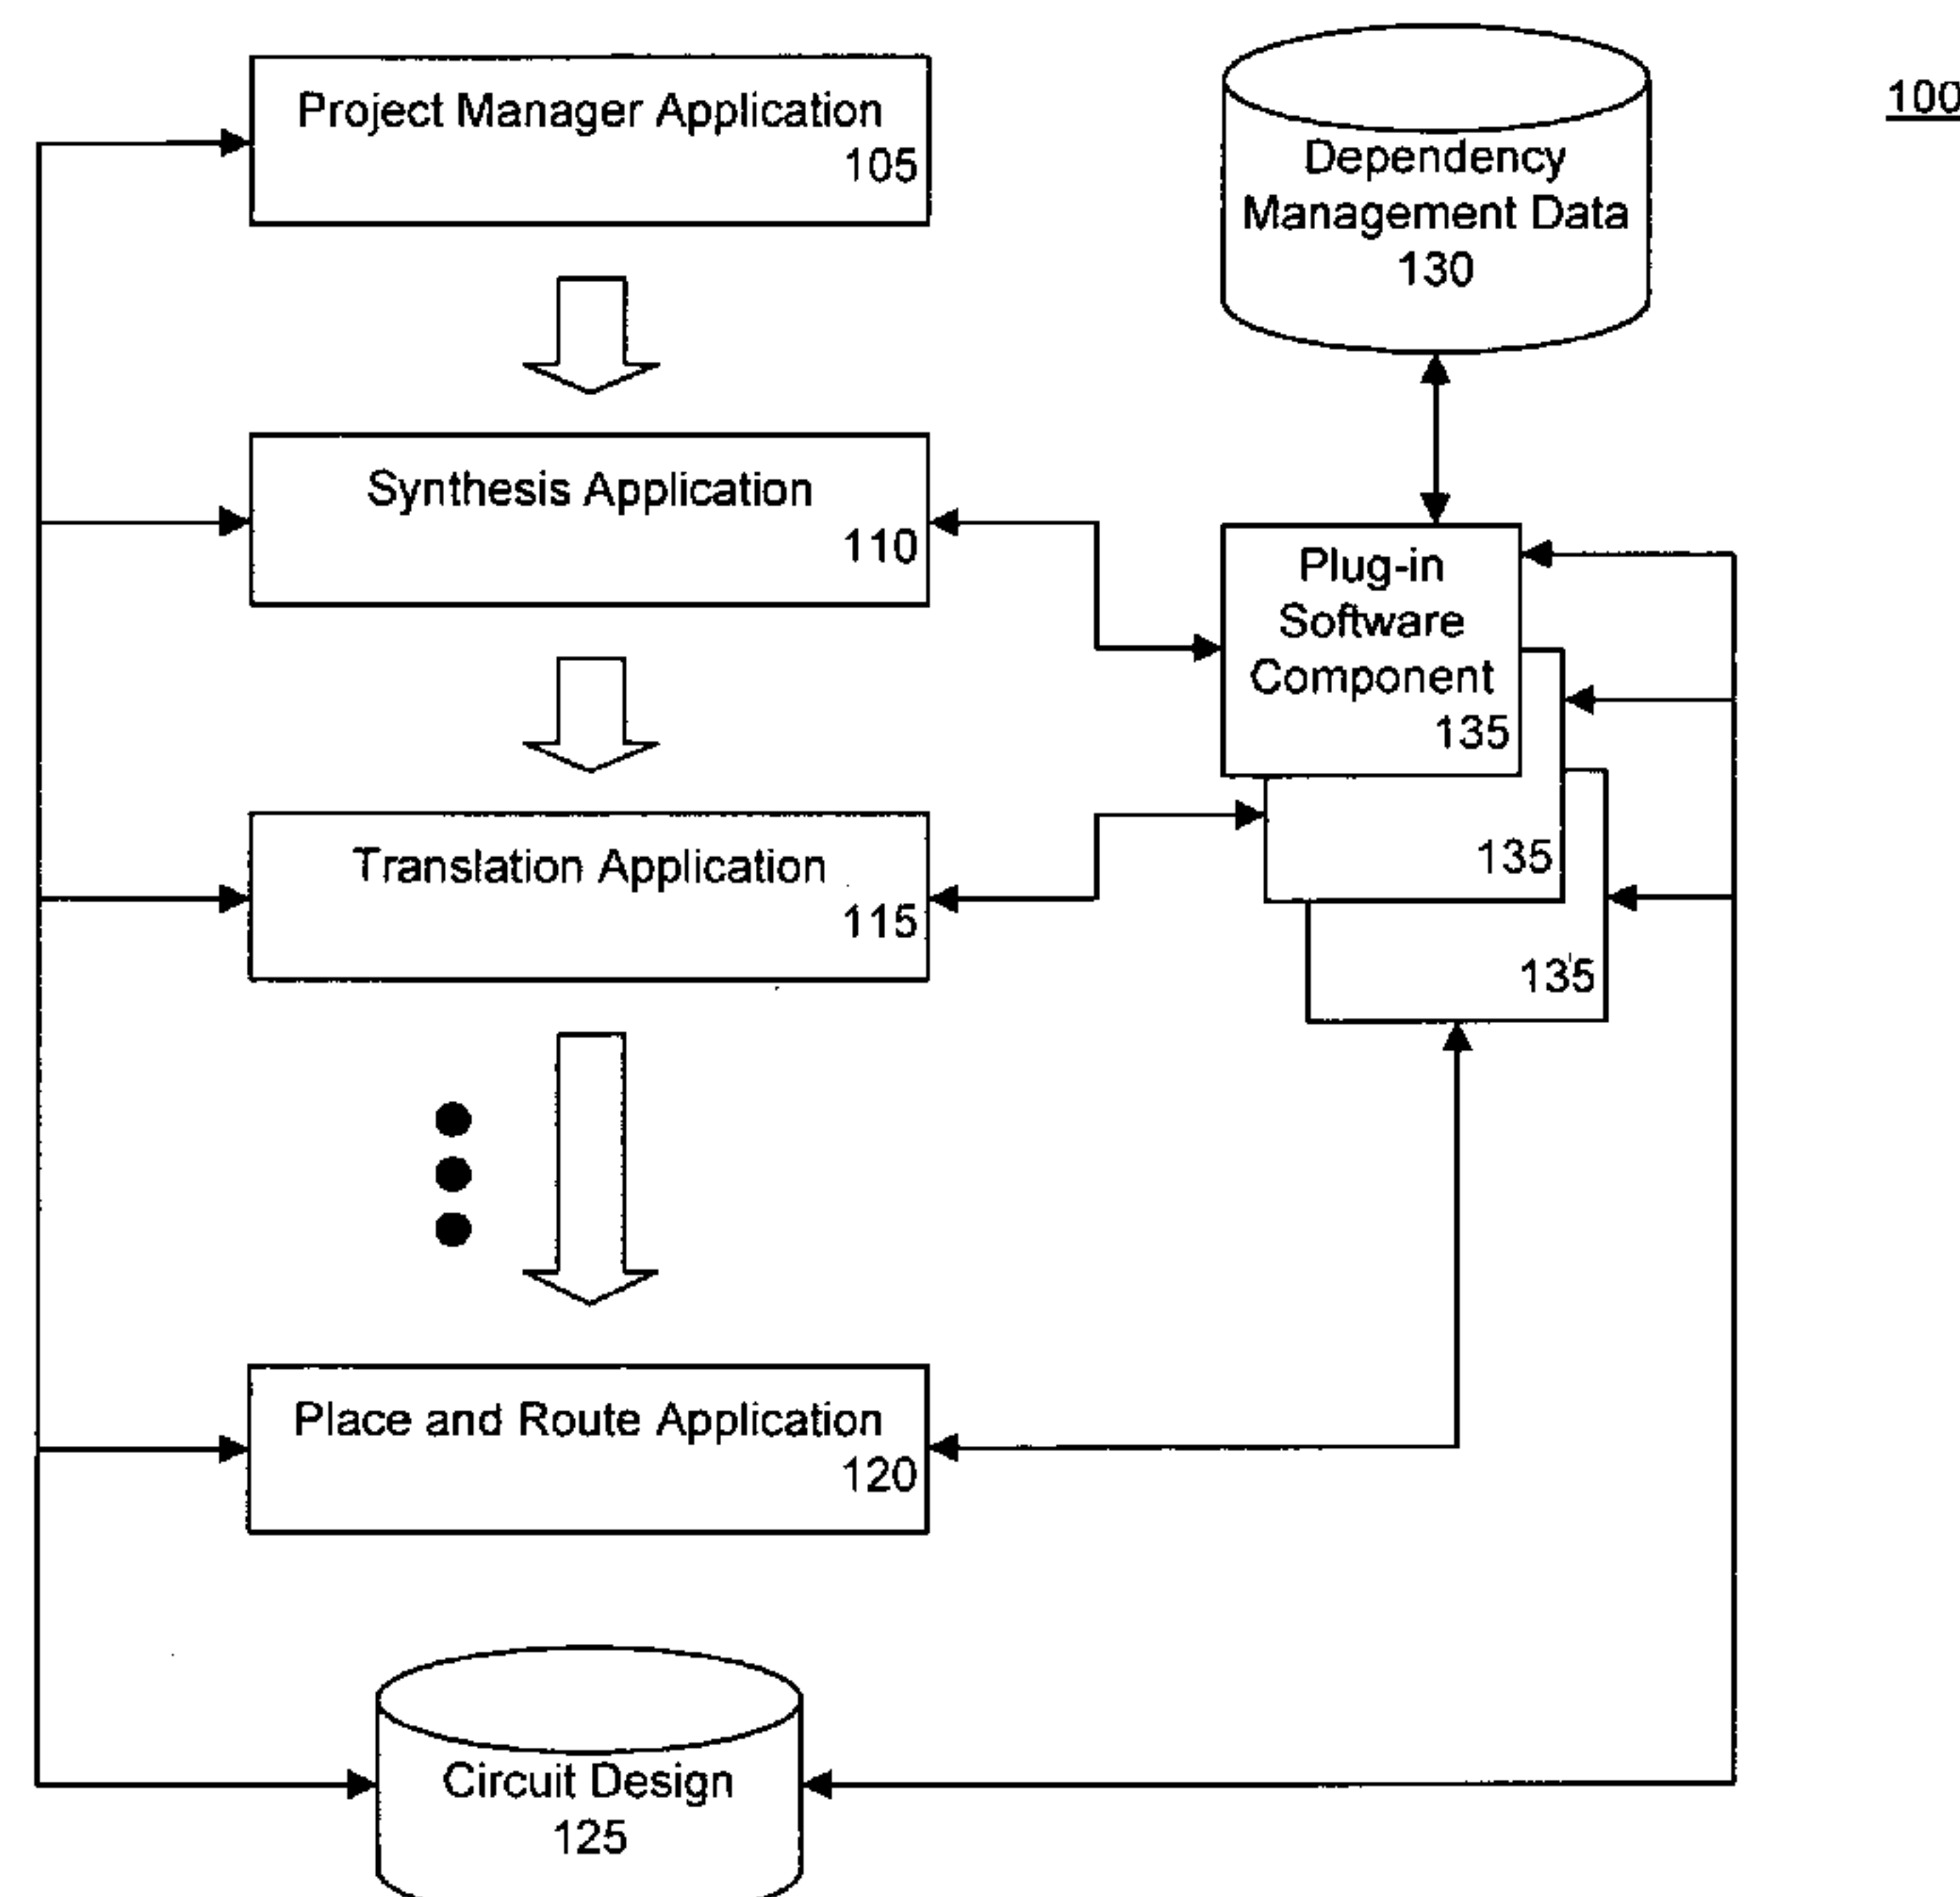 100
Project Manager Application
105
Dependency
Management Data
130
Synthesis Application
110
Plug-in
Software
Component
135
135
135
Translation Application
115
Place and Route Application
120
Circuit Design
125